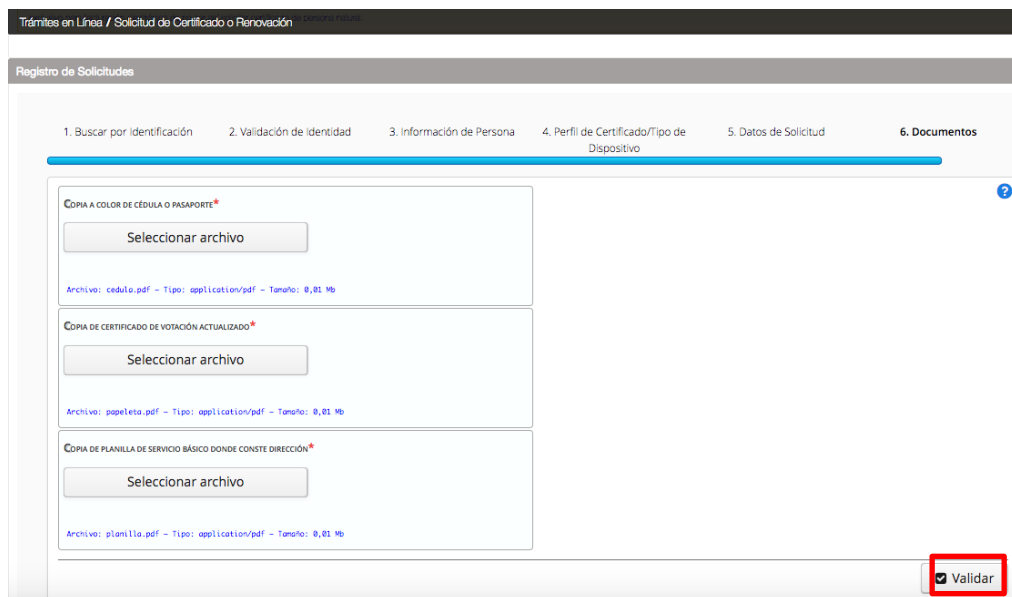 Trámites en Línea / Solicitud de Certificado o Renovación
Registro de Solicitudes
1. Buscar por Identificación
2. Validación de Identidad
3. Información de Persona
4. Perfil de Certificado/Tipo de
Dispositivo
5. Datos de Solicitud
6. Documentos
?
COPIA A COLOR DE CÉDULA O PASAPORTE*
Seleccionar archivo
Archivo: cedula.pdf – Tipo: application/pdf – Tamaño: 0,01 Mb
COPIA DE CERTIFICADO DE VOTACIÓN ACTUALIZADO*
Seleccionar archivo
Archivo: papeleta.pdf – Tipo: application/pdf – Tamaño: 0,01 Mb
COPIA DE PLANILLA DE SERVICIO BÁSICO DONDE CONSTE DIRECCIÓN*
Seleccionar archivo
Archivo: planilla.pdf – Tipo: application/pdf – Tamaño: 0,01 Mb
Validar